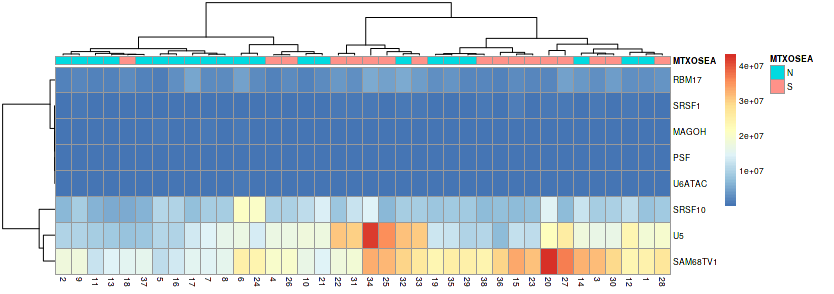 MTXOSEA
RBM17
SRSF1
MAGOH
PSF
U6ATAC
SRSF10
U5
SAM68TV1
2 9 11 13 18 37 5 16 17 7 8 6 24 4 26 10 21 22 31 34 25 32 33 19 35 29 38 36 15 23 20 27 14 3 30 12 1 28
4e+07
3e+07
2e+07
1e+07
MTXOSEA
N
S